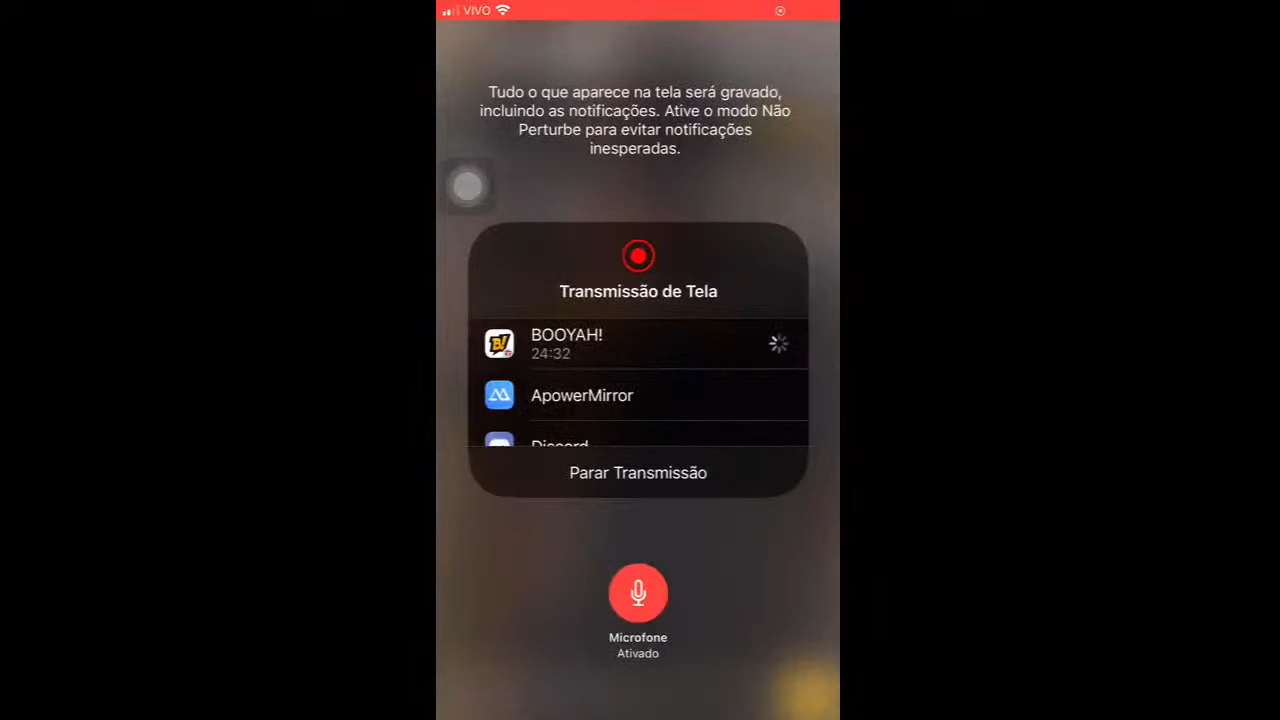 VIVO
Tudo o que aparece na tela será gravado,
incluindo as notificações. Ative o modo Não
Perturbe para evitar notificações
inesperadas.
Transmissão de Tela
BOOYAH!
24:32
ApowerMirror
Discord
Parar Transmissão
Microfone
Ativado